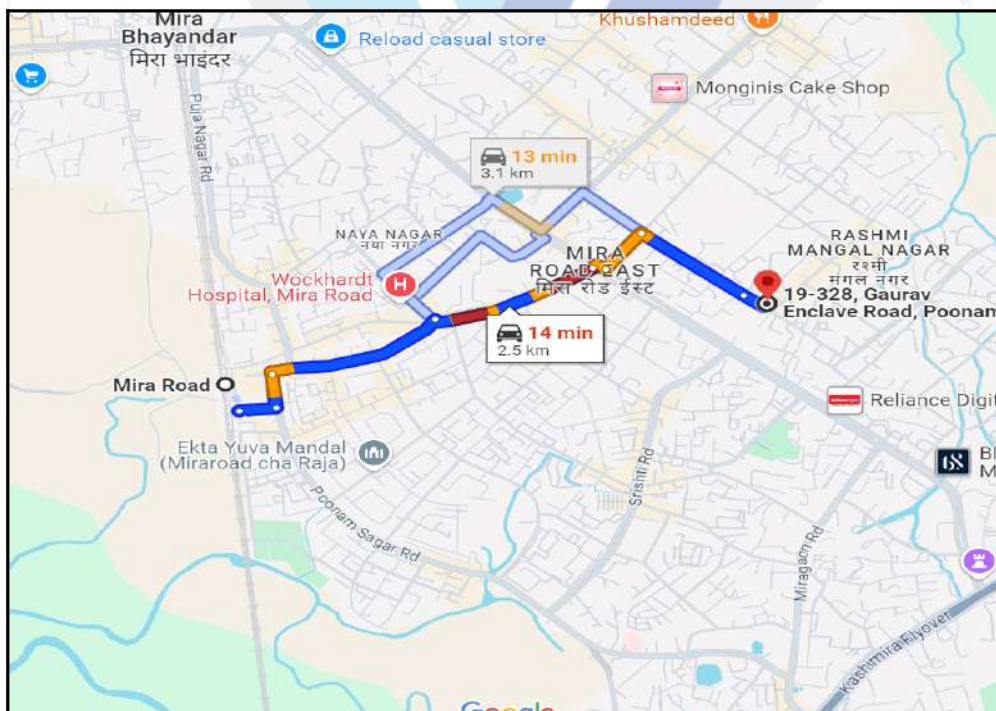 Mira
Bhayandar
मिरा भाइंदर
Reload casual store
Khushamdeed
Monginis Cake Shop
Puja Nagar Rd
13 min
3.1 km
NAYA NAGAR
नया नगर
MIRA
ROAD EAST
मिरा रोड ईस्ट
RASHMI
MANGAL NAGAR
रश्मी
मंगल नगर
Wockhardt
Hospital, Mira Road
19-328, Gaurav
Enclave Road, Poonam
14 min
2.5 km
Mira Road
Reliance Digit
Ekta Yuva Mandal
(Miraroad cha Raja)
Srishti Rd
Poonam Sagar Rd
Miragaon Rd
Kashimira Flyover
Google